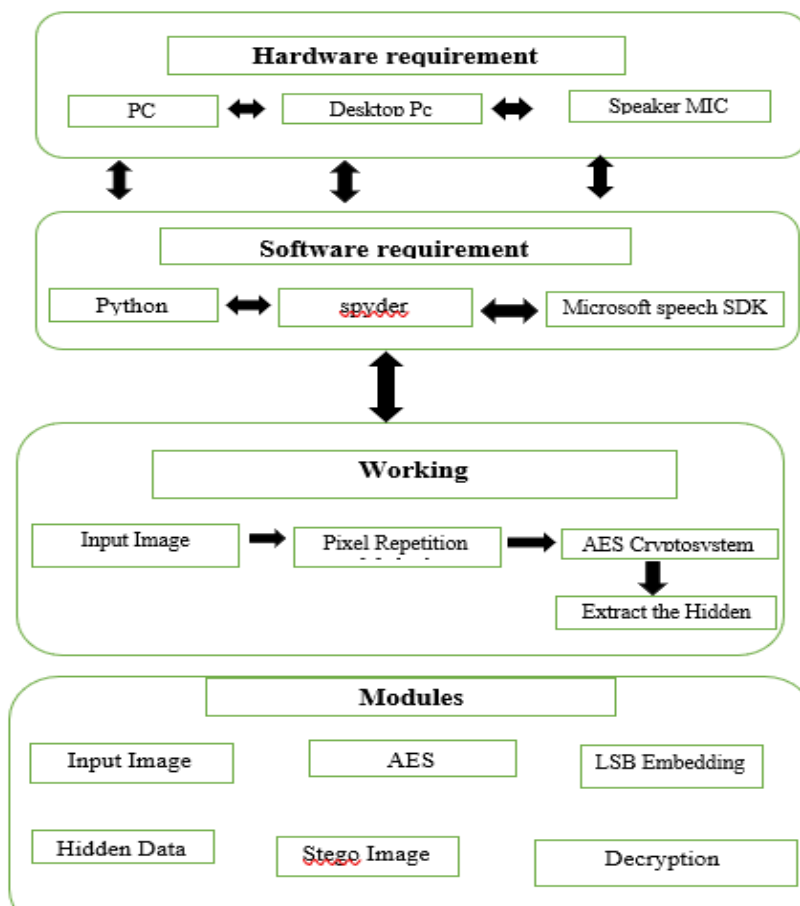 Hardware requirement
PC
Desktop Pc
Speaker MIC
Software requirement
Python
spyder
Microsoft speech SDK
Working
Input Image
Pixel Repetition
AES Cryptosystem
Extract the Hidden
Modules
Input Image
AES
LSB Embedding
Hidden Data
Stego Image
Decryption